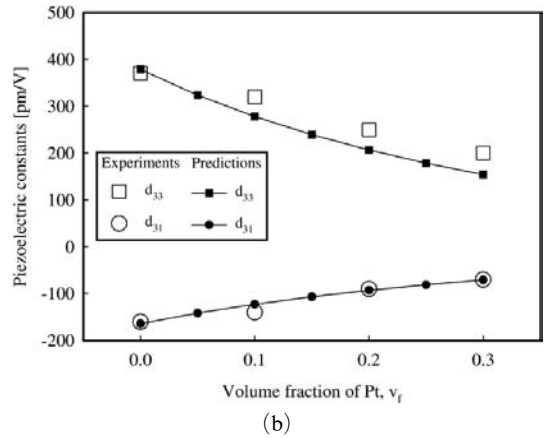 500
400
300
200
100
0
-100
-200
Piezoelectric constants [pm/V]
Experiments Predictions
d33 d33
d31 d31
0.0 0.1 0.2 0.3
Volume fraction of Pt, vf
(b)